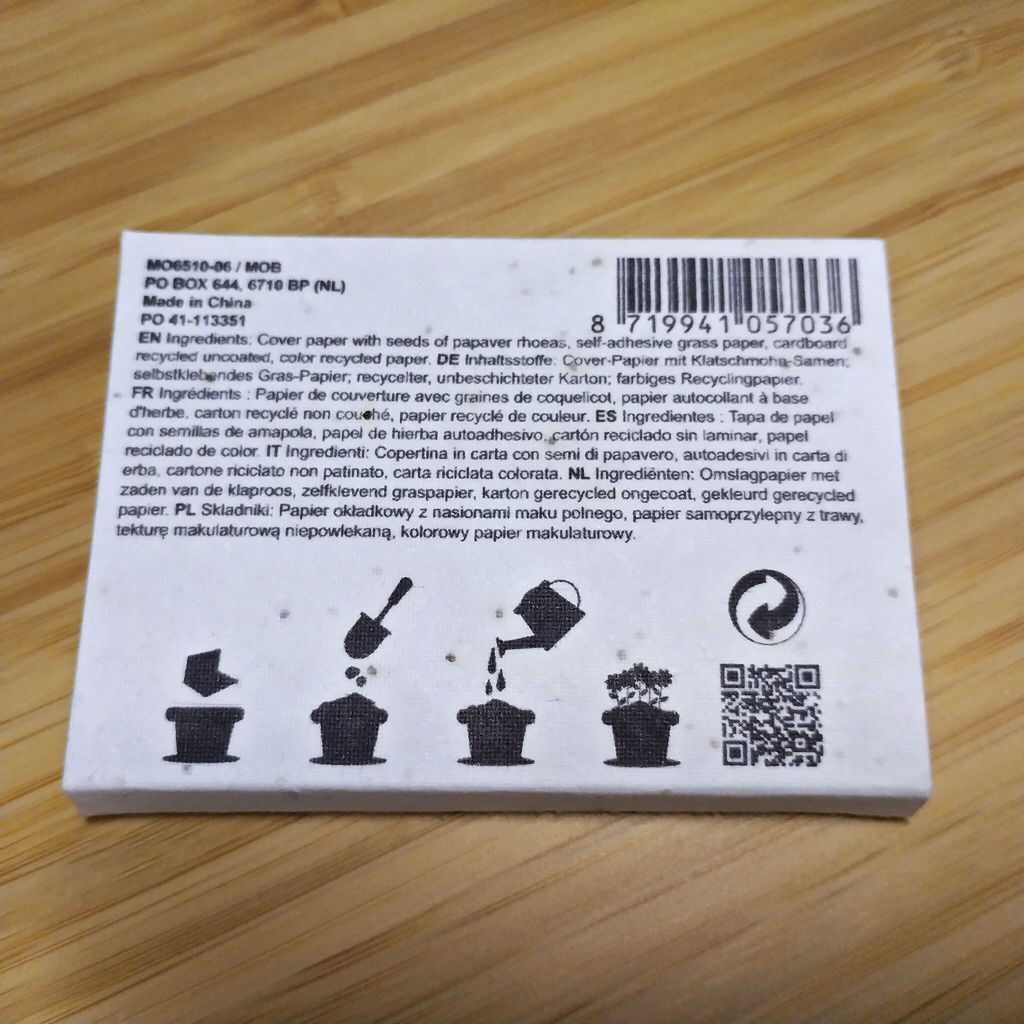 MO6510-06 / MOB
PO BOX 644, 6710 BP (NL)
Made in China
PO 41-113351
8 719941 057036
EN Ingredients: Cover paper with seeds of papaver rhoeas, self-adhesive grass paper, cardboard
recycled uncoated, color recycled paper. DE Inhaltsstoffe: Cover-Papier mit Klatschmohn-Samen;
selbstklebendes Gras-Papier; recycelter, unbeschichteter Karton; farbiges Recyclingpapier.
FR Ingrédients : Papier de couverture avec graines de coquelicot, papier autocollant à base
d'herbe, carton recyclé non couché, papier recyclé de couleur. ES Ingredientes : Tapa de papel
con semillas de amapola, papel de hierba autoadhesivo, cartón reciclado sin laminar, papel
reciclado de color. IT Ingredienti: Copertina in carta con semi di papavero, autoadesivi in carta di
erba, cartone riciclato non patinato, carta riciclata colorata. NL Ingrediënten: Omslagpapier met
zaden van de klaproos, zelfklevend graspapier, karton gerecycled ongecoat, gekleurd gerecycled
papier. PL Składniki: Papier okładkowy z nasionami maku polnego, papier samoprzylepny z trawy,
tekturę makulaturową niepowlekaną, kolorowy papier makulaturowy.